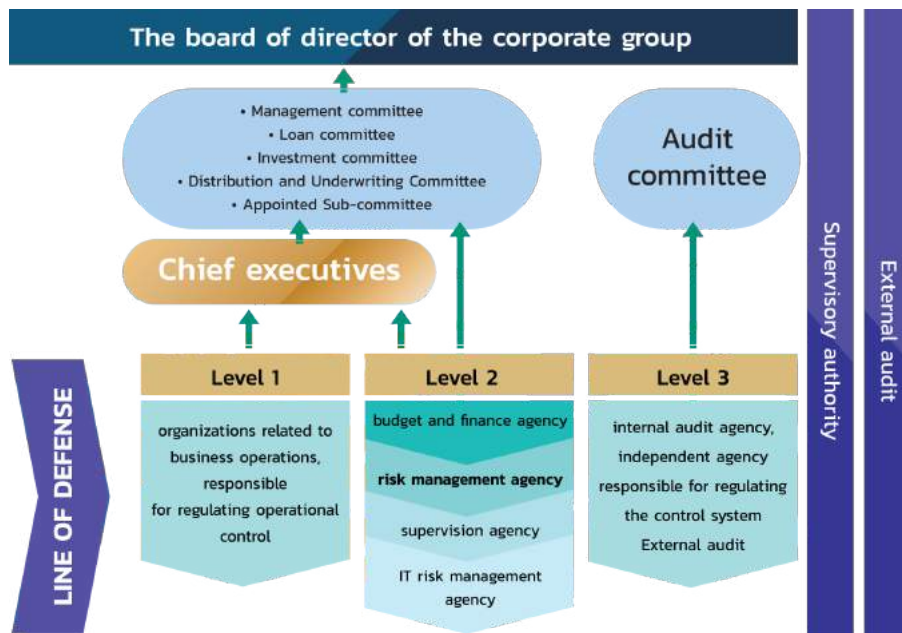 The board of director of the corporate group
• Management committee
• Loan committee
• Investment committee
• Distribution and Underwriting Committee
• Appointed Sub-committee
Audit
committee
Chief executives
LINE OF DEFENSE
Level 1
organizations related to
business operations,
responsible
for regulating operational
control
Level 2
budget and finance agency
risk management agency
supervision agency
IT risk management
agency
Level 3
internal audit agency,
independent agency
responsible for regulating
the control system
External audit
Supervisory authority
External audit